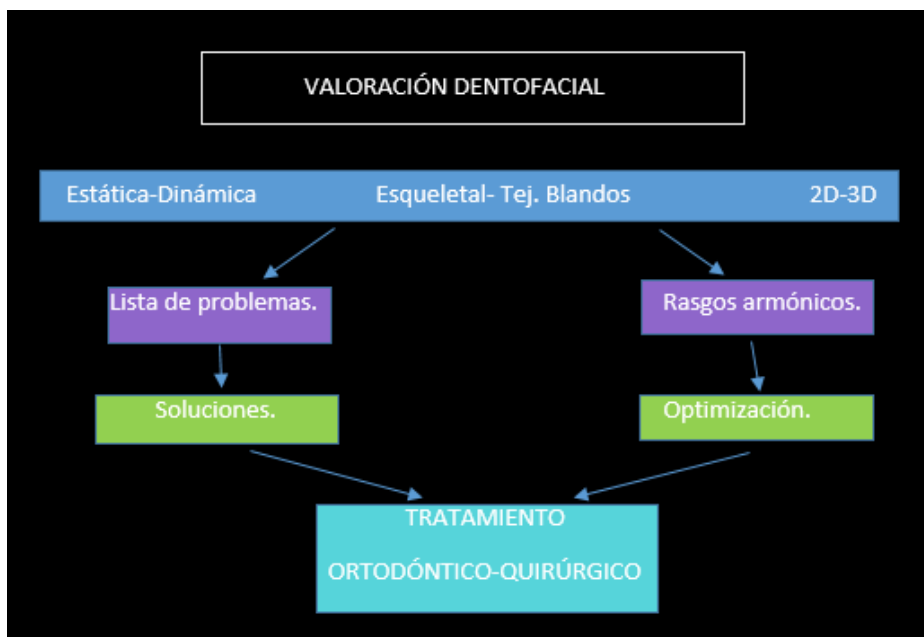 VALORACIÓN DENTOFACIAL
Estática-Dinámica Esqueletal- Tej. Blandos 2D-3D
Lista de problemas. Rasgos armónicos.
Soluciones. Optimización.
TRATAMIENTO
ORTODÓNTICO-QUIRÚRGICO